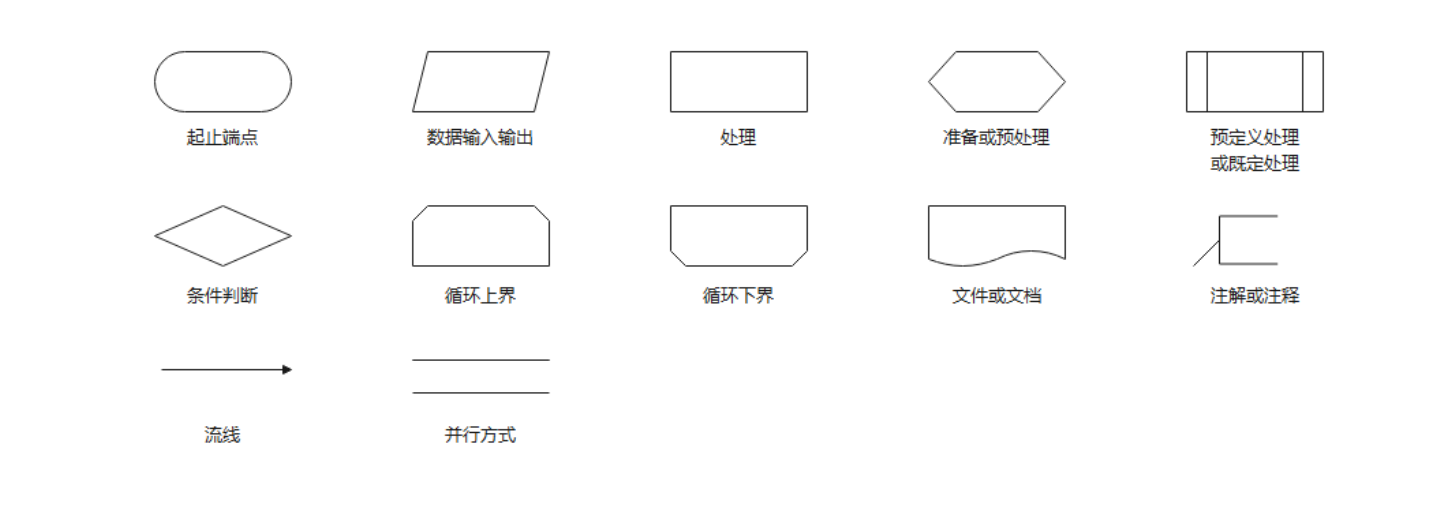 起止端点
数据输入输出
处理
准备或预处理
预定义处理
或既定处理
条件判断
循环上界
循环下界
文件或文档
注解或注释
流线
并行方式